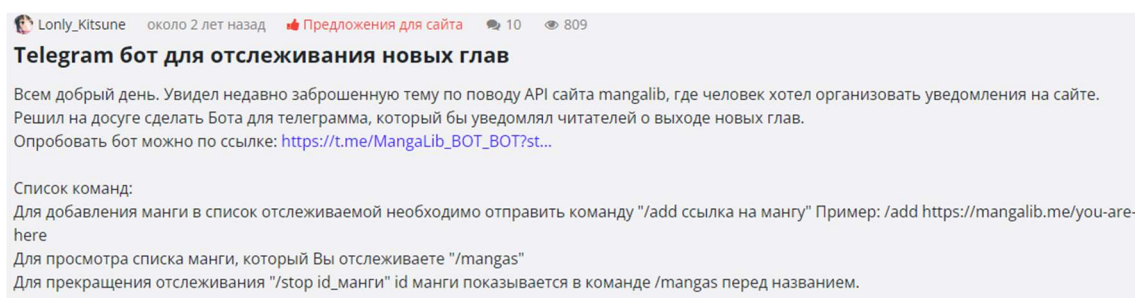 Lonly_Kitsune около 2 лет назад Предложения для сайта 10 809
Telegram бот для отслеживания новых глав
Всем добрый день. Увидел недавно заброшенную тему по поводу API сайта mangalib, где человек хотел организовать уведомления на сайте.
Решил на досуге сделать Бота для телеграмма, который бы уведомлял читателей о выходе новых глав.
Опробовать бот можно по ссылке: https://t.me/MangaLib_BOT_BOT?st...
Список команд:
Для добавления манги в список отслеживаемой необходимо отправить команду "/add ссылка на мангу" Пример: /add https://mangalib.me/you-are-
here
Для просмотра списка манги, который Вы отслеживаете "/mangas"
Для прекращения отслеживания "/stop id_манги" id манги показывается в команде /mangas перед названием.